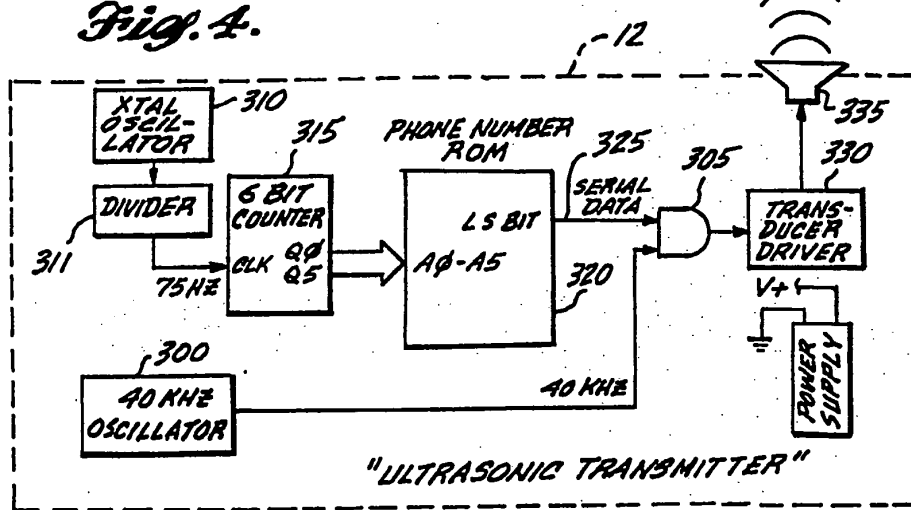 Fig. 4.
12
XTAL
OSCIL-
LATOR
310
DIVIDER
311
75HZ
315
6 BIT
COUNTER
CLK
QØ
Q5
PHONE NUMBER
ROM
LS BIT
AØ-A5
320
325
SERIAL
DATA
305
335
330
TRANS-
DUCER
DRIVER
V+
POWER
SUPPLY
300
40 KHZ
OSCILLATOR
40 KHZ
"ULTRASONIC TRANSMITTER"